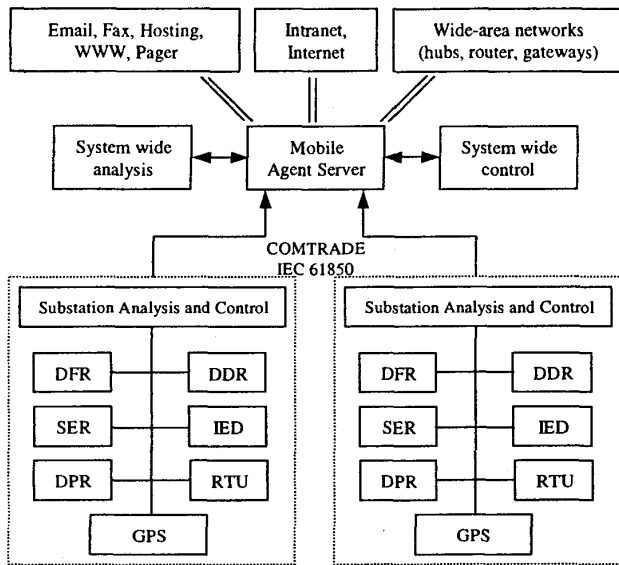 Email, Fax, Hosting,
WWW, Pager
Intranet,
Internet
Wide-area networks
(hubs, router, gateways)
System wide
analysis
Mobile
Agent Server
System wide
control
COMTRADE
IEC 61850
Substation Analysis and Control
DFR
DDR
SER
IED
DPR
RTU
GPS
Substation Analysis and Control
DFR
DDR
SER
IED
DPR
RTU
GPS